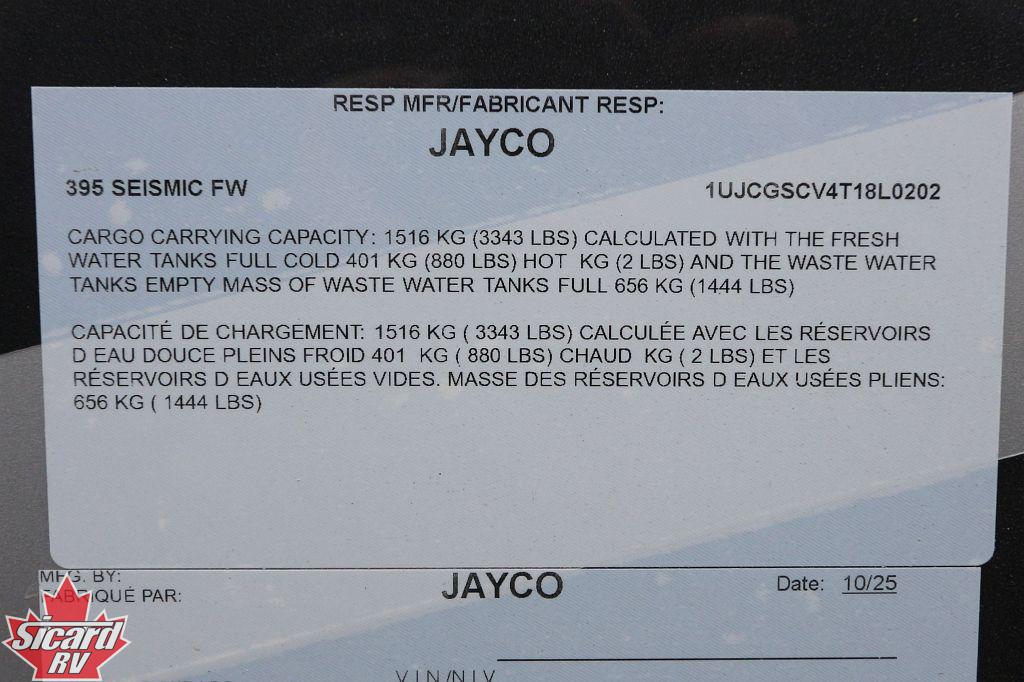 RESP MFR/FABRICANT RESP:
JAYCO
395 SEISMIC FW 1UJCGSCV4T18L0202
CARGO CARRYING CAPACITY: 1516 KG (3343 LBS) CALCULATED WITH THE FRESH
WATER TANKS FULL COLD 401 KG (880 LBS) HOT KG (2 LBS) AND THE WASTE WATER
TANKS EMPTY MASS OF WASTE WATER TANKS FULL 656 KG (1444 LBS)
CAPACITÉ DE CHARGEMENT: 1516 KG ( 3343 LBS) CALCULÉE AVEC LES RÉSERVOIRS
D EAU DOUCE PLEINS FROID 401 KG ( 880 LBS) CHAUD KG ( 2 LBS) ET LES
RÉSERVOIRS D EAUX USÉES VIDES. MASSE DES RÉSERVOIRS D EAUX USÉES PLIENS:
656 KG ( 1444 LBS)
MFG. BY: JAYCO Date: 10/25
FABRIQUÉ PAR:
Sicard
RV
V.I.N./N.I.V.